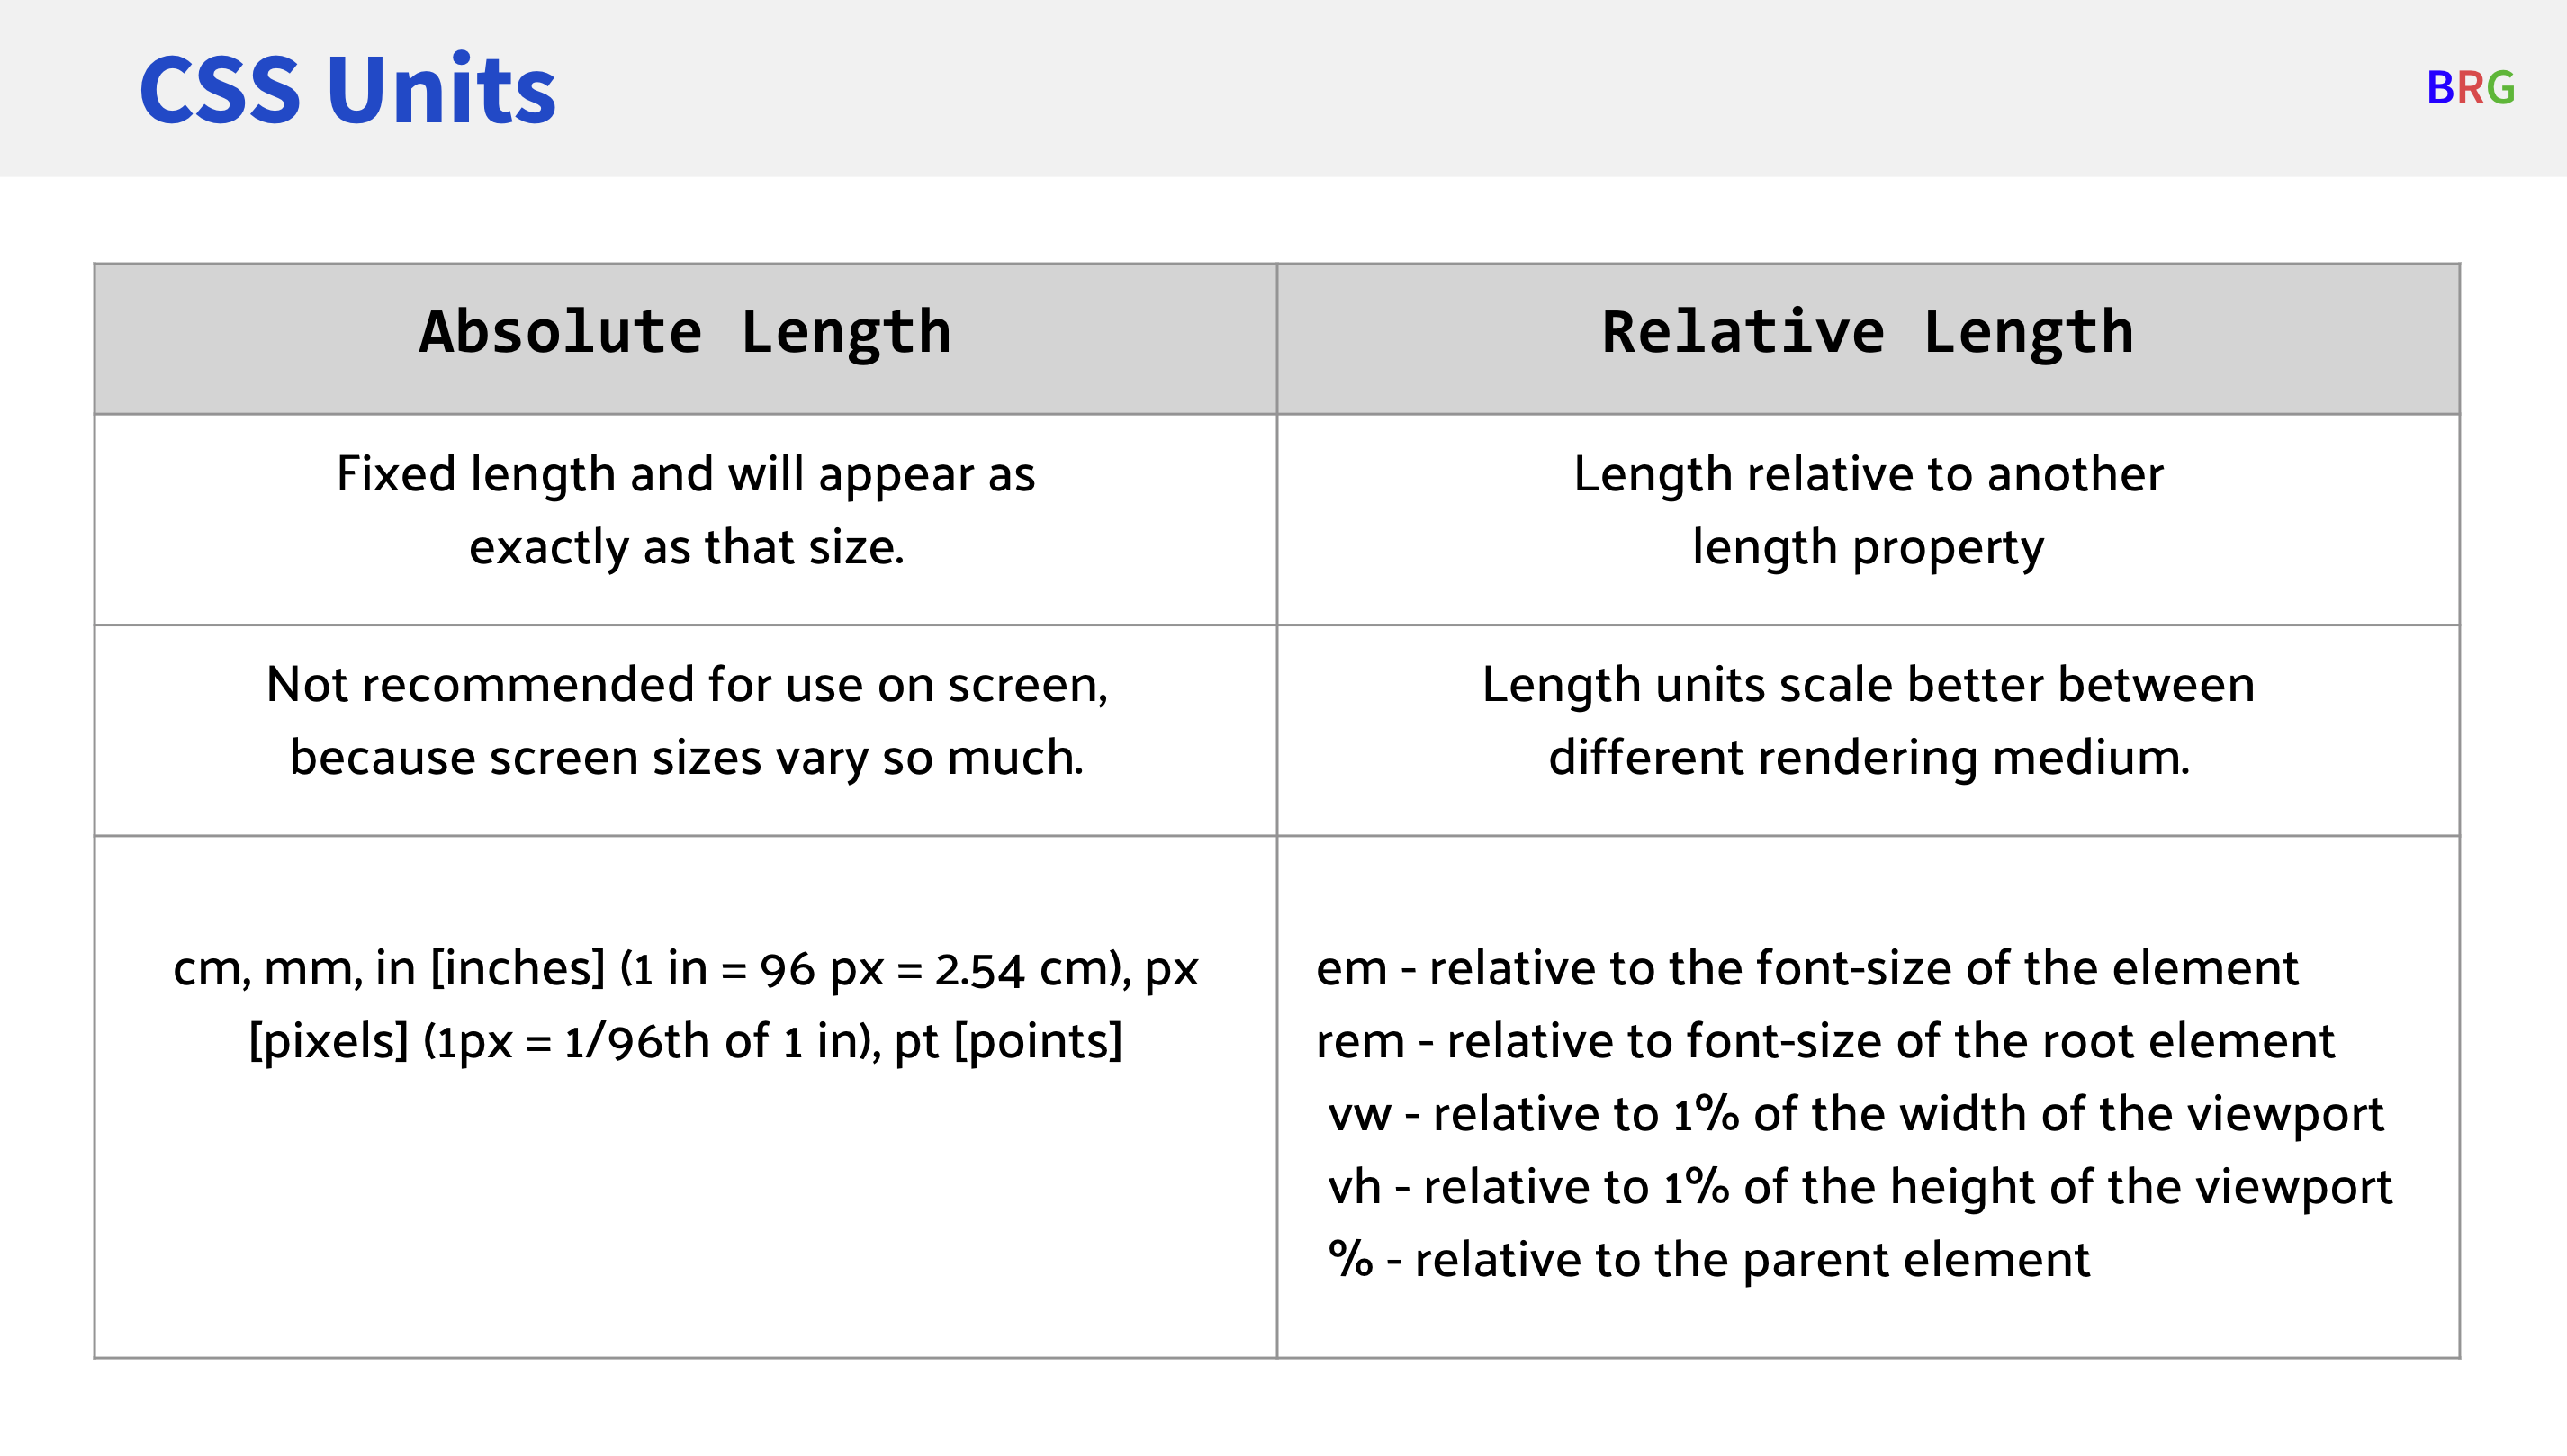 CSS Units
BRG
Absolute Length
Relative Length
Fixed length and will appear as
exactly as that size.
Length relative to another
length property
Not recommended for use on screen,
because screen sizes vary so much.
Length units scale better between
different rendering medium.
cm, mm, in [inches] (1 in = 96 px = 2.54 cm), px
[pixels] (1px = 1/96th of 1 in), pt [points]
em - relative to the font-size of the element
rem - relative to font-size of the root element
vw - relative to 1% of the width of the viewport
vh - relative to 1% of the height of the viewport
% - relative to the parent element